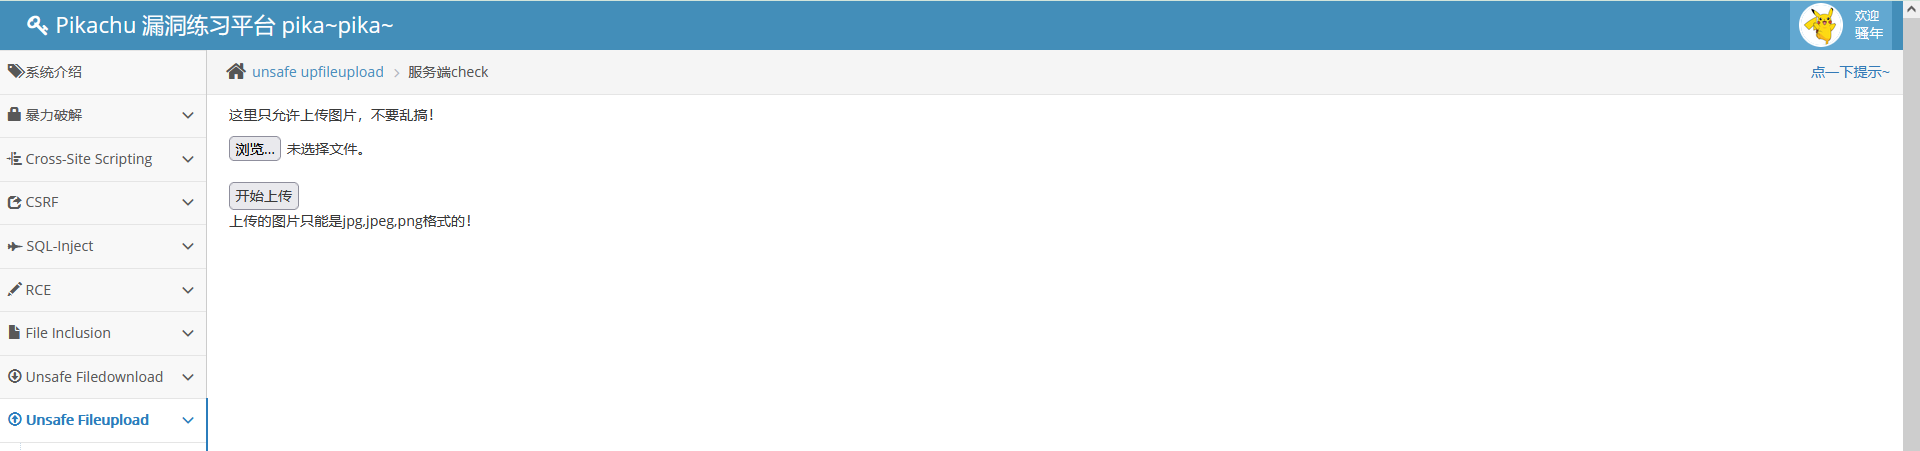 Pikachu 漏洞练习平台 pika~pika~
欢迎
骚年
系统介绍
unsafe upfileupload
服务端check
点一下提示~
暴力破解
Cross-Site Scripting
CSRF
SQL-Inject
RCE
File Inclusion
Unsafe Filedownload
Unsafe Fileupload
这里只允许上传图片，不要乱搞！
浏览... 未选择文件。
开始上传
上传的图片只能是jpg,jpeg,png格式的！